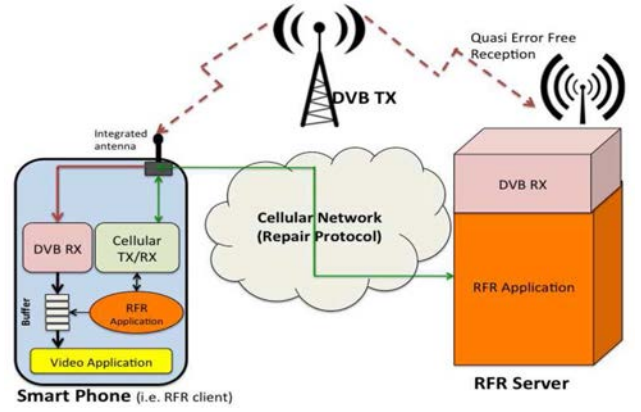 Quasi Error Free
Reception
DVB TX
Integrated
antenna
DVB RX
Cellular
TX/RX
Buffer
RFR
Application
Video Application
Smart Phone (i.e. RFR client)
Cellular Network
(Repair Protocol)
DVB RX
RFR Application
RFR Server